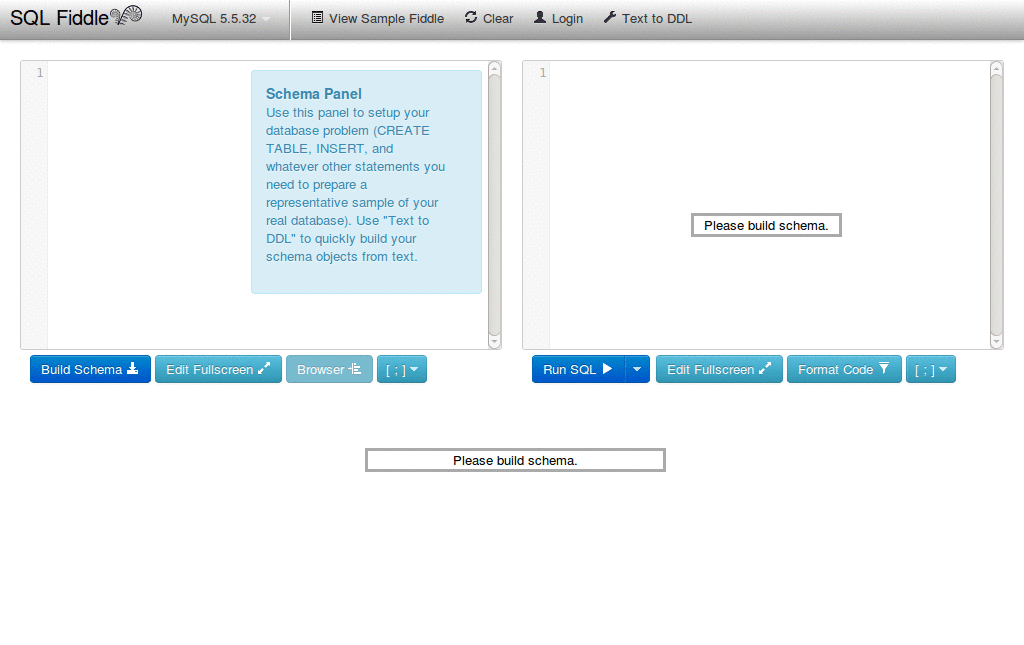 SQL Fiddle MySQL 5.5.32 View Sample Fiddle Clear Login Text to DDL
1
Schema Panel
Use this panel to setup your
database problem (CREATE
TABLE, INSERT, and
whatever other statements you
need to prepare a
representative sample of your
real database). Use "Text to
DDL" to quickly build your
schema objects from text.
1
Please build schema.
Build Schema Edit Fullscreen Browser [ ; ]
Run SQL Edit Fullscreen Format Code [ ; ]
Please build schema.